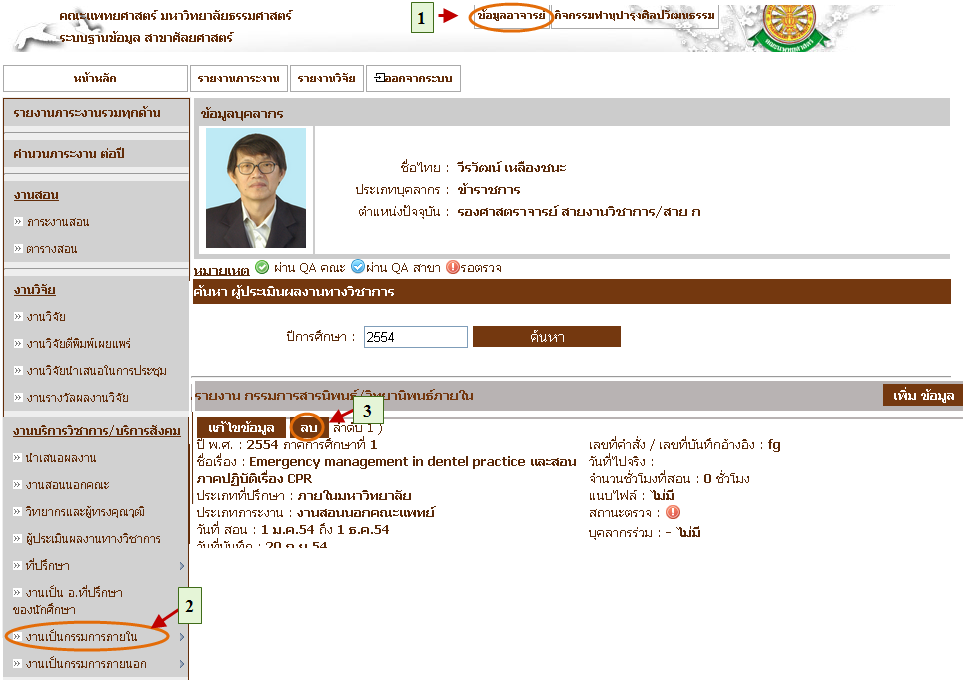 คณะแพทยศาสตร์ มหาวิทยาลัยธรรมศาสตร์
ระบบฐานข้อมูล สาขาศัลยศาสตร์
1
ข้อมูลอาจารย์ กิจกรรมทำนุบำรุงศิลปวัฒนธรรม
หน้าหลัก รายงานภาระงาน รายงานวิจัย ออกจากระบบ
รายงานภาระงานรวมทุกด้าน
คำนวนภาระงาน ต่อปี
งานสอน
» ภาระงานสอน
» ตารางสอน
งานวิจัย
» งานวิจัย
» งานวิจัยตีพิมพ์เผยแพร่
» งานวิจัยนำเสนอในการประชุม
» งานรางวัลผลงานวิจัย
งานบริการวิชาการ/บริการสังคม
» นำเสนอผลงาน
» งานสอนนอกคณะ
» วิทยากรและผู้ทรงคุณวุฒิ
» ผู้ประเมินผลงานทางวิชาการ
» ที่ปรึกษา
» งานเป็น อ.ที่ปรึกษา
ของนักศึกษา
2
» งานเป็นกรรมการภายใน
» งานเป็นกรรมการภายนอก
ข้อมูลบุคลากร
ชื่อไทย : วีรวัฒน์ เหลืองชนะ
ประเภทบุคลากร : ข้าราชการ
ตำแหน่งปัจจุบัน : รองศาสตราจารย์ สายงานวิชาการ/สาย ก
หมายเหตุ ผ่าน QA คณะ ผ่าน QA สาขา รอตรวจ
ค้นหา ผู้ประเมินผลงานทางวิชาการ
ปีการศึกษา : 2554 ค้นหา
รายงาน กรรมการสารนิพนธ์/วิทยานิพนธ์ภายใน เพิ่ม ข้อมูล
3
แก้ไขข้อมูล ลบ ลำดับ 1 )
ปี พ.ศ. : 2554 ภาคการศึกษาที่ 1
ชื่อเรื่อง : Emergency management in dentel practice และสอน
ภาคปฏิบัติเรื่อง CPR
ประเภทที่ปรึกษา : ภายในมหาวิทยาลัย
ประเภทภาระงาน : งานสอนนอกคณะแพทย์
วันที่ สอน : 1 ม.ค.54 ถึง 1 ธ.ค.54
วันที่บันทึก : 20 ก.ย.54
เลขที่คำสั่ง / เลขที่บันทึกอ้างอิง : fg
วันที่ไปจริง :
จำนวนชั่วโมงที่สอน : 0 ชั่วโมง
แนบไฟล์ : ไม่มี
สถานะตรวจ :
บุคลากรร่วม : - ไม่มี